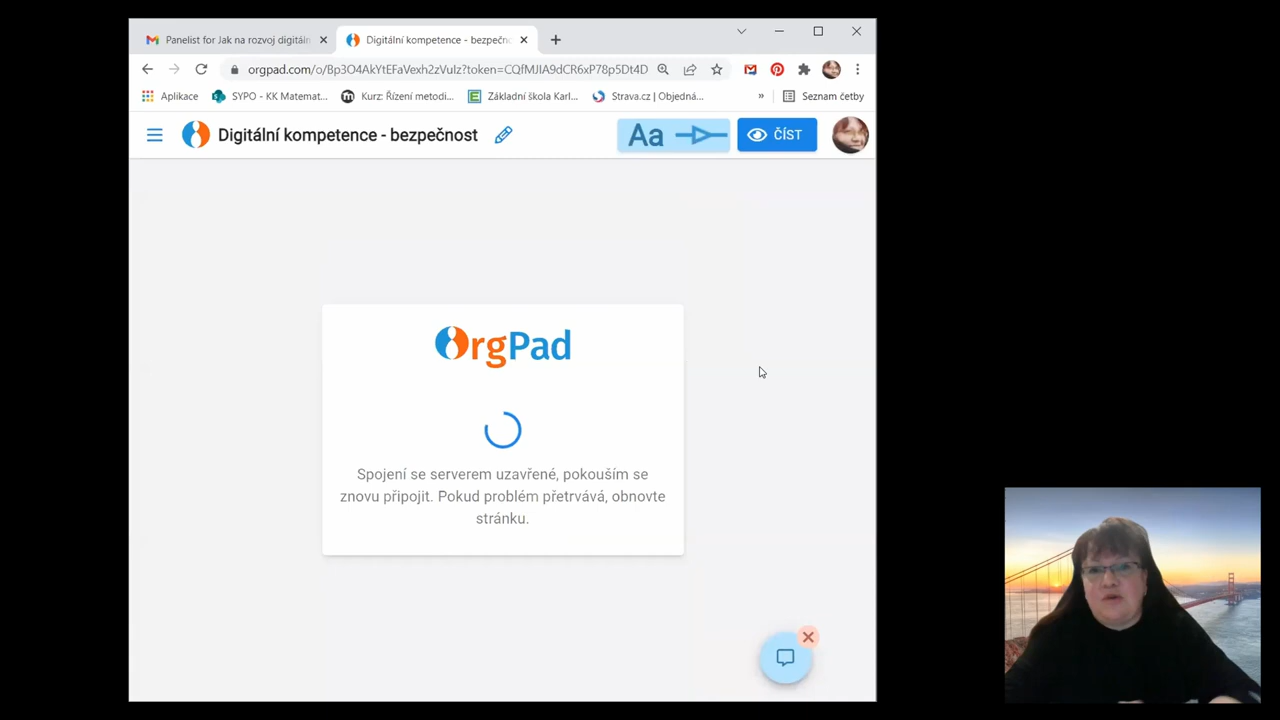 Panelist for Jak na rozvoj digitáln
Digitální kompetence - bezpečn
orgpad.com/o/Bp3O4AkYtEFaVexh2zVulz?token=CQfMJIA9dCR6xP78p5Dt4D
Aplikace
SYPO - KK Matemat...
Kurz: Řízení metodi...
Základní škola Karl...
Strava.cz | Objedná...
»
Seznam četby
Digitální kompetence - bezpečnost
Aa
ČÍST
OrgPad
Spojení se serverem uzavřené, pokouším se
znovu připojit. Pokud problém přetrvává, obnovte
stránku.